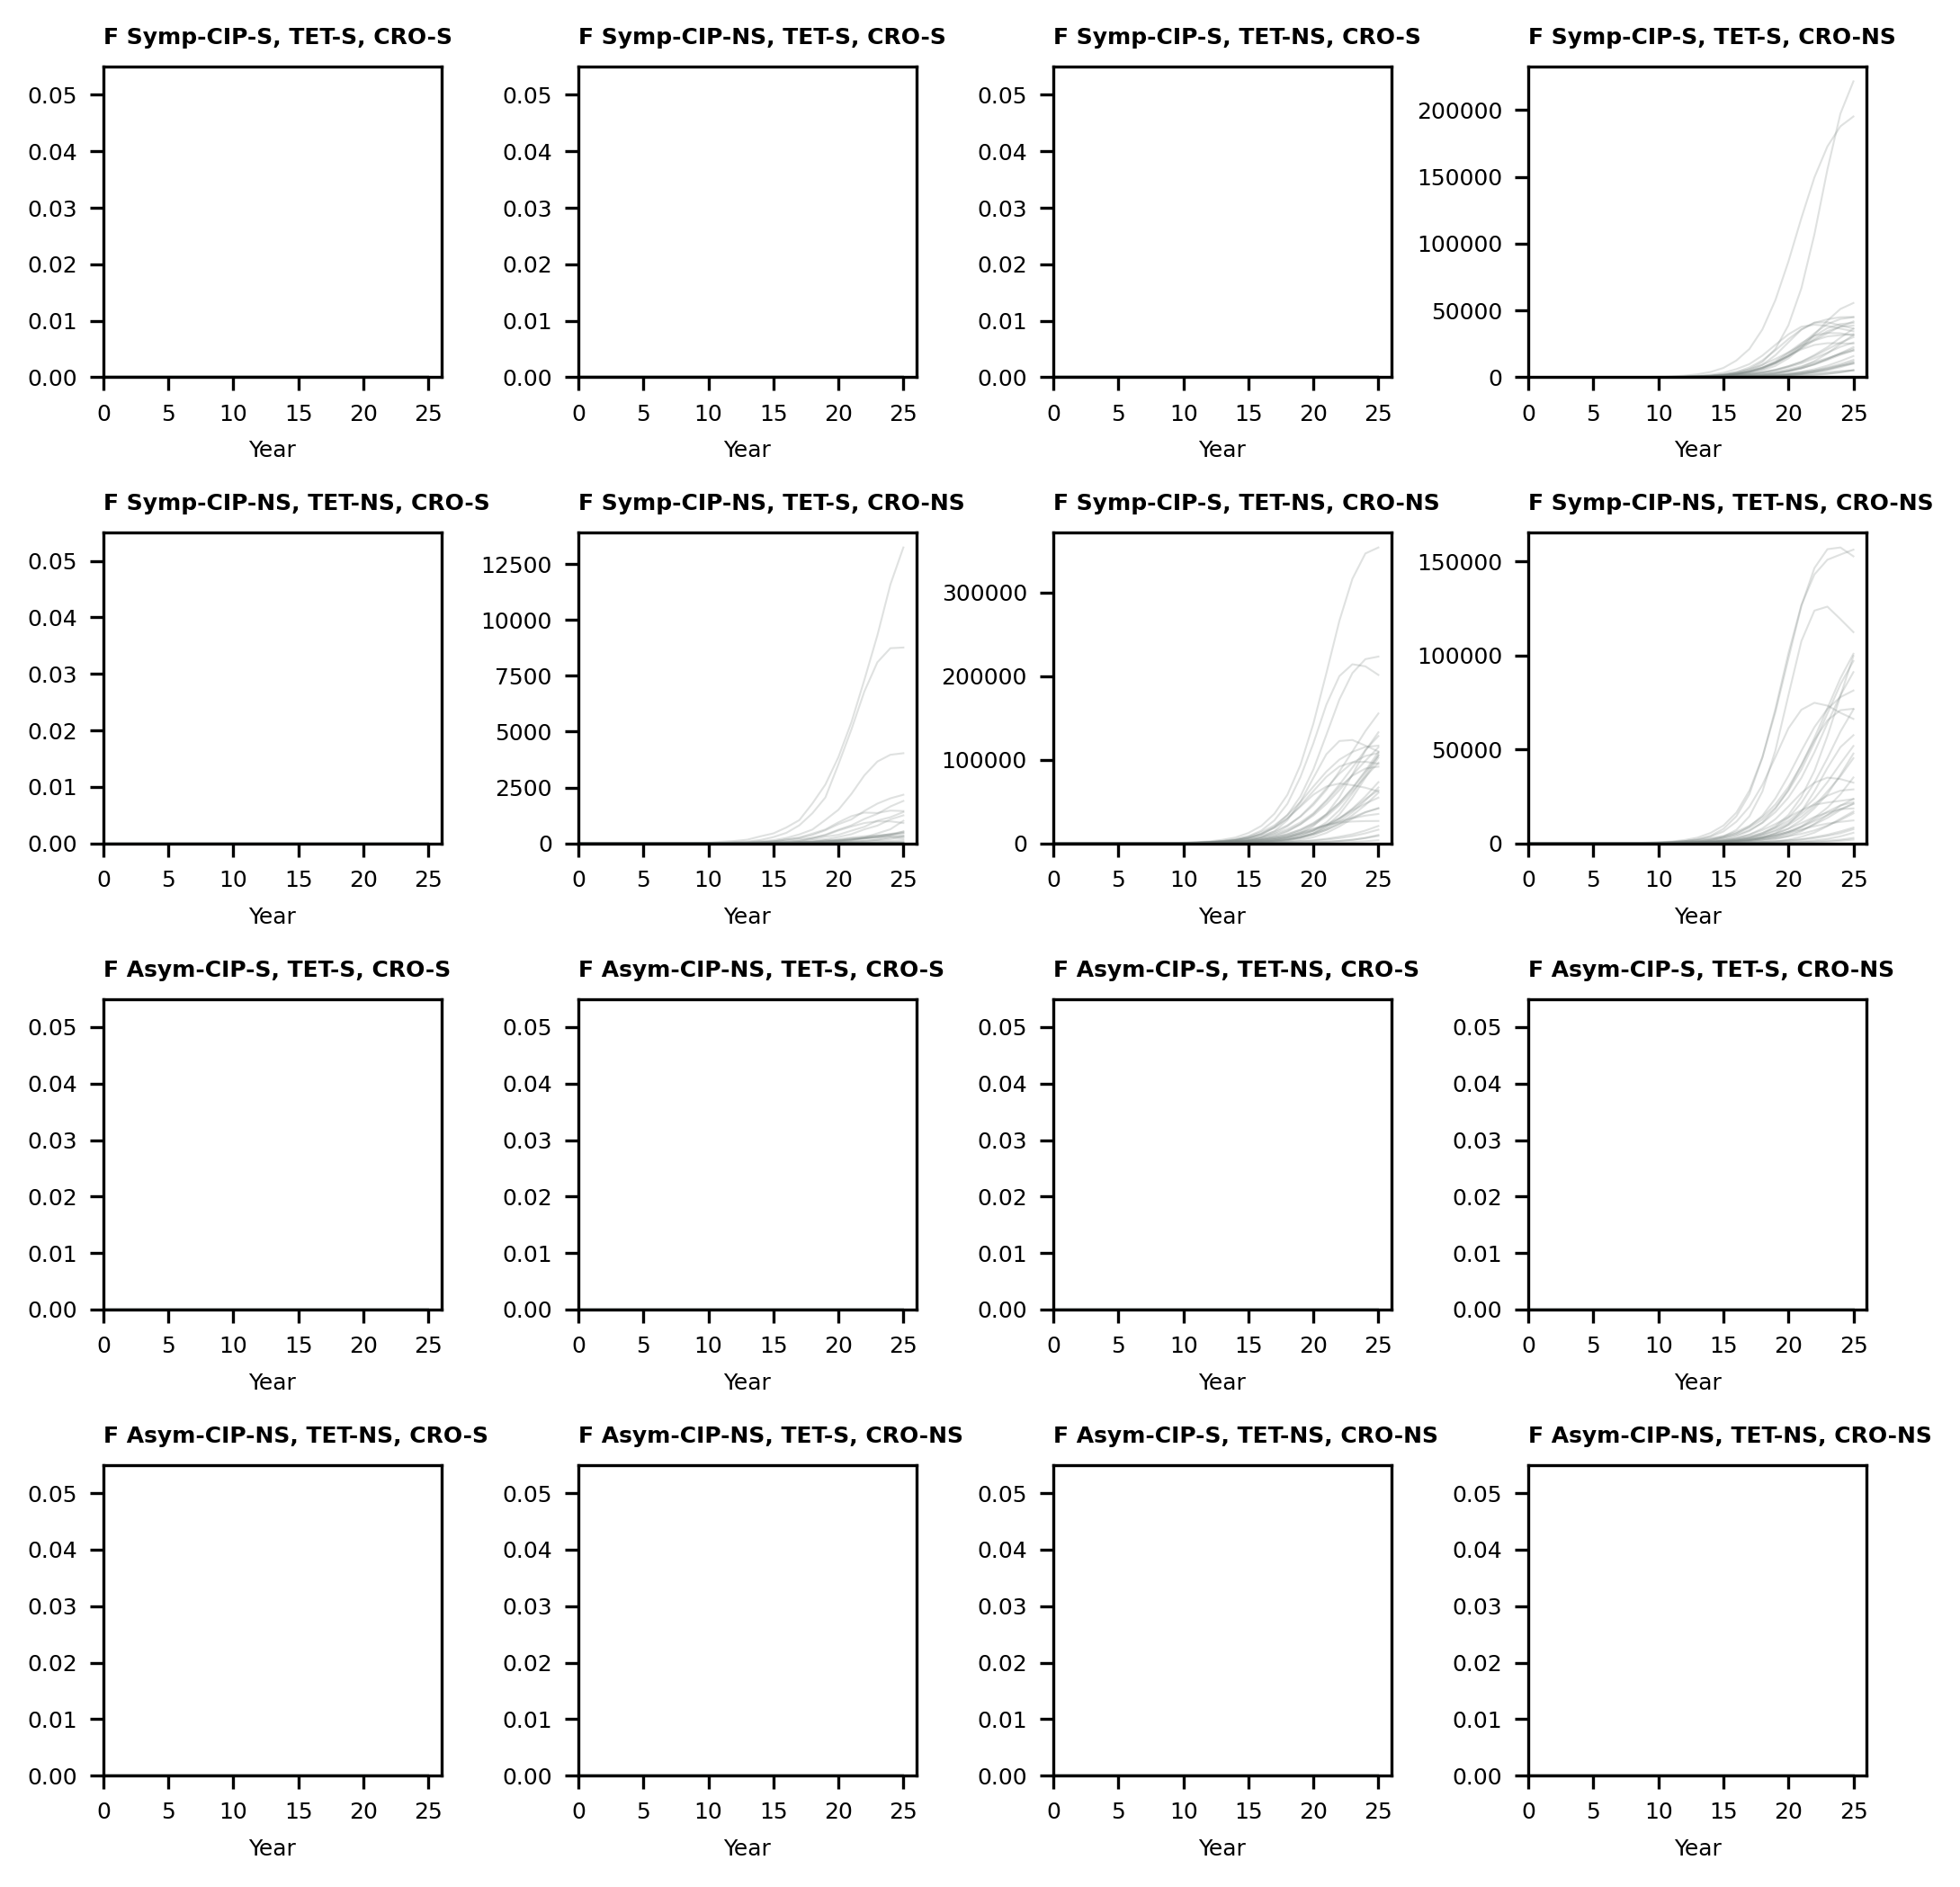 F Symp-CIP-S, TET-S, CRO-S
0.05
0.04
0.03
0.02
0.01
0.00
0 5 10 15 20 25
Year
F Symp-CIP-NS, TET-S, CRO-S
0.05
0.04
0.03
0.02
0.01
0.00
0 5 10 15 20 25
Year
F Symp-CIP-S, TET-NS, CRO-S
0.05
0.04
0.03
0.02
0.01
0.00
0 5 10 15 20 25
Year
F Symp-CIP-S, TET-S, CRO-NS
200000
150000
100000
50000
0
0 5 10 15 20 25
Year
F Symp-CIP-NS, TET-NS, CRO-S
0.05
0.04
0.03
0.02
0.01
0.00
0 5 10 15 20 25
Year
F Symp-CIP-NS, TET-S, CRO-NS
12500
10000
7500
5000
2500
0
0 5 10 15 20 25
Year
F Symp-CIP-S, TET-NS, CRO-NS
300000
200000
100000
0
0 5 10 15 20 25
Year
F Symp-CIP-NS, TET-NS, CRO-NS
150000
100000
50000
0
0 5 10 15 20 25
Year
F Asym-CIP-S, TET-S, CRO-S
0.05
0.04
0.03
0.02
0.01
0.00
0 5 10 15 20 25
Year
F Asym-CIP-NS, TET-S, CRO-S
0.05
0.04
0.03
0.02
0.01
0.00
0 5 10 15 20 25
Year
F Asym-CIP-S, TET-NS, CRO-S
0.05
0.04
0.03
0.02
0.01
0.00
0 5 10 15 20 25
Year
F Asym-CIP-S, TET-S, CRO-NS
0.05
0.04
0.03
0.02
0.01
0.00
0 5 10 15 20 25
Year
F Asym-CIP-NS, TET-NS, CRO-S
0.05
0.04
0.03
0.02
0.01
0.00
0 5 10 15 20 25
Year
F Asym-CIP-NS, TET-S, CRO-NS
0.05
0.04
0.03
0.02
0.01
0.00
0 5 10 15 20 25
Year
F Asym-CIP-S, TET-NS, CRO-NS
0.05
0.04
0.03
0.02
0.01
0.00
0 5 10 15 20 25
Year
F Asym-CIP-NS, TET-NS, CRO-NS
0.05
0.04
0.03
0.02
0.01
0.00
0 5 10 15 20 25
Year